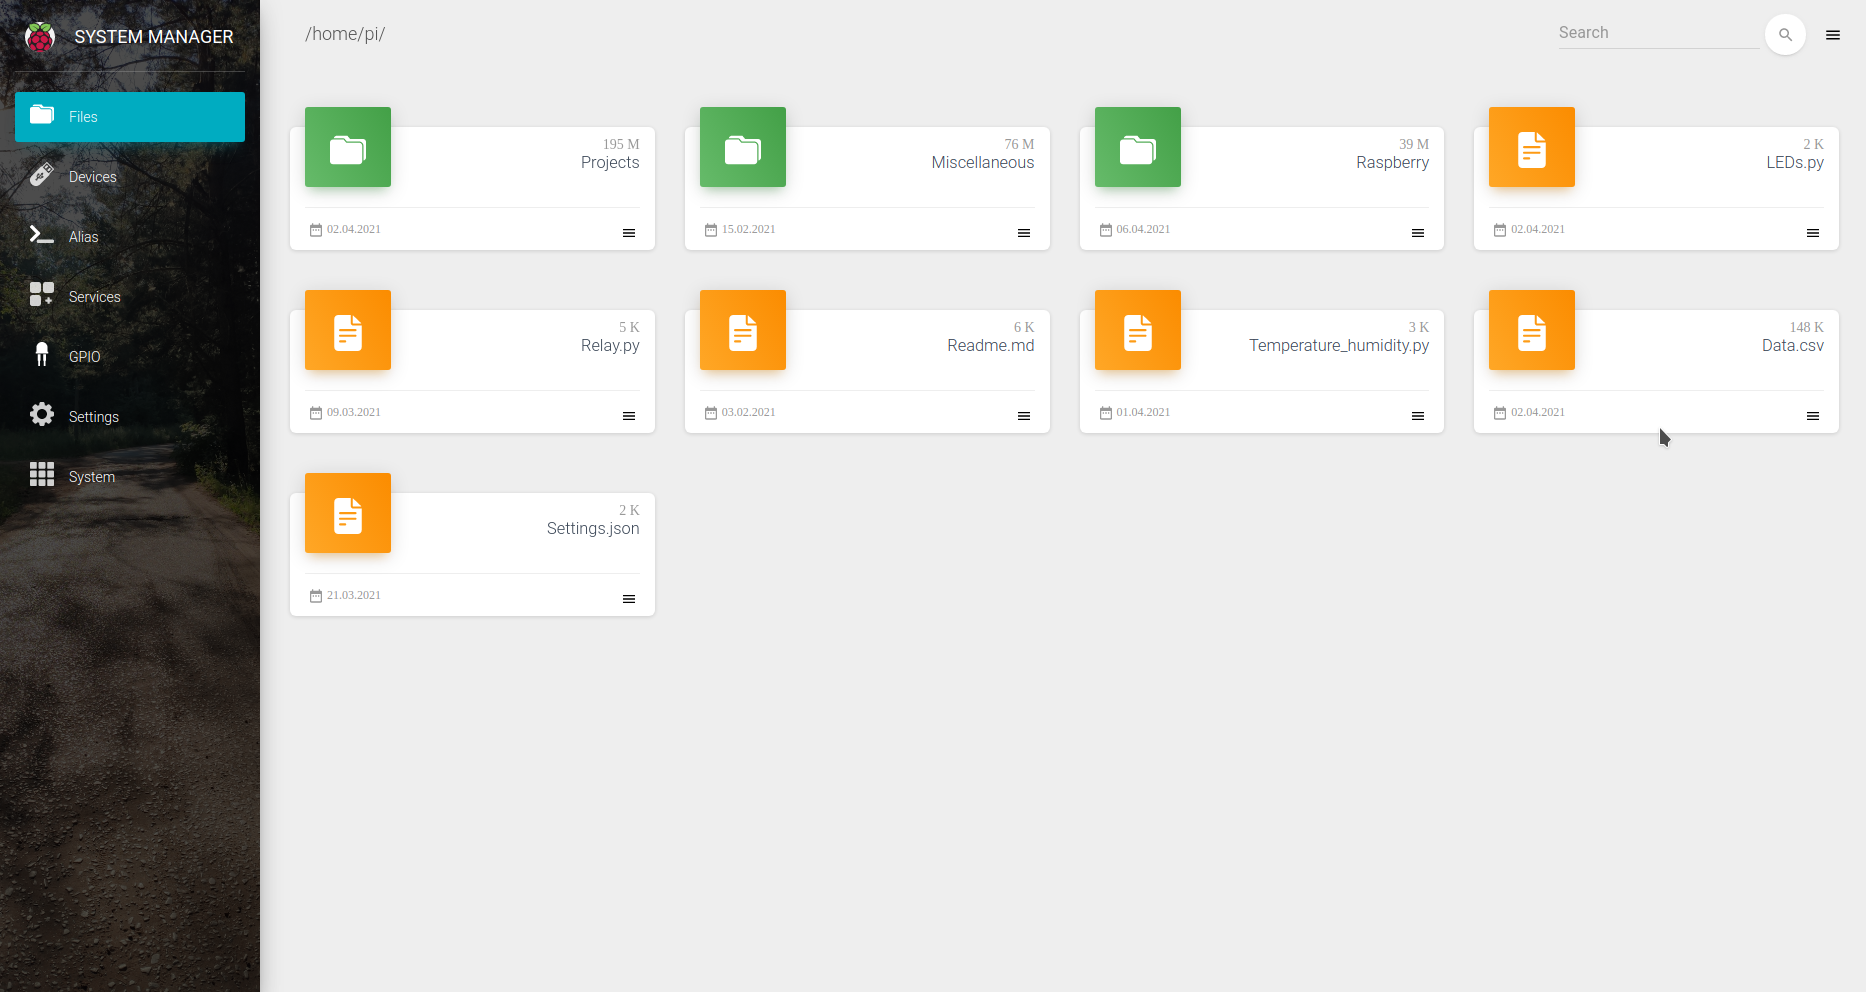 SYSTEM MANAGER
Files
Devices
Alias
Services
GPIO
Settings
System
/home/pi/
Search
195 M
Projects
02.04.2021
76 M
Miscellaneous
15.02.2021
39 M
Raspberry
06.04.2021
2 K
LEDs.py
02.04.2021
5 K
Relay.py
09.03.2021
6 K
Readme.md
03.02.2021
3 K
Temperature_humidity.py
01.04.2021
148 K
Data.csv
02.04.2021
2 K
Settings.json
21.03.2021